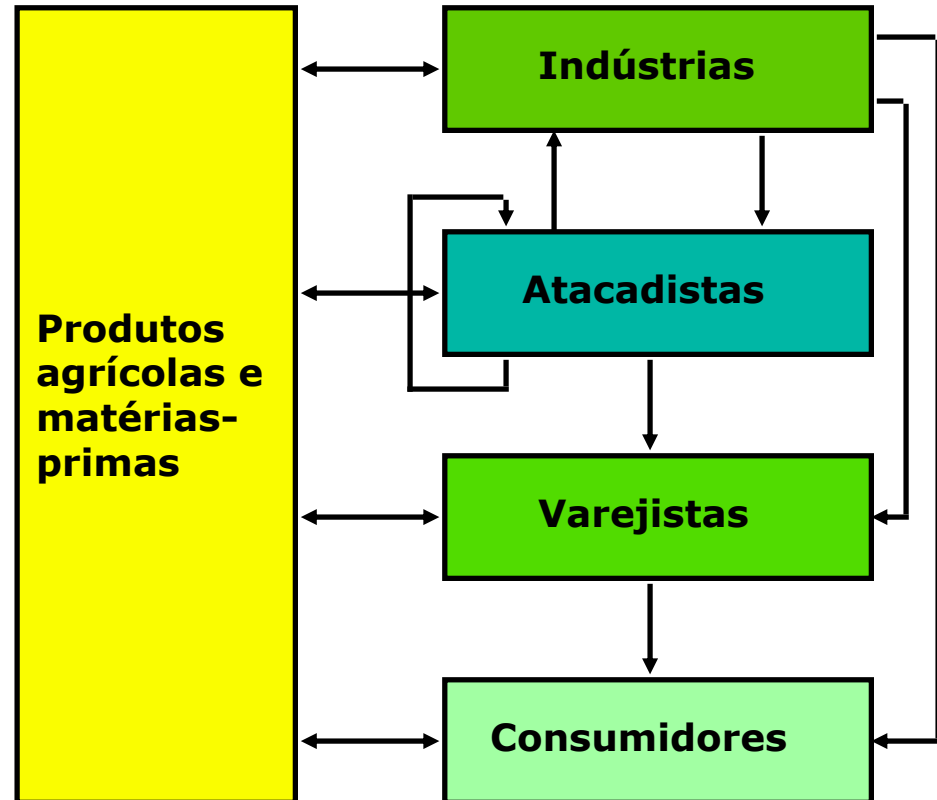 Indústrias
Atacadistas
Produtos
agrícolas e
matérias-
primas
Varejistas
Consumidores